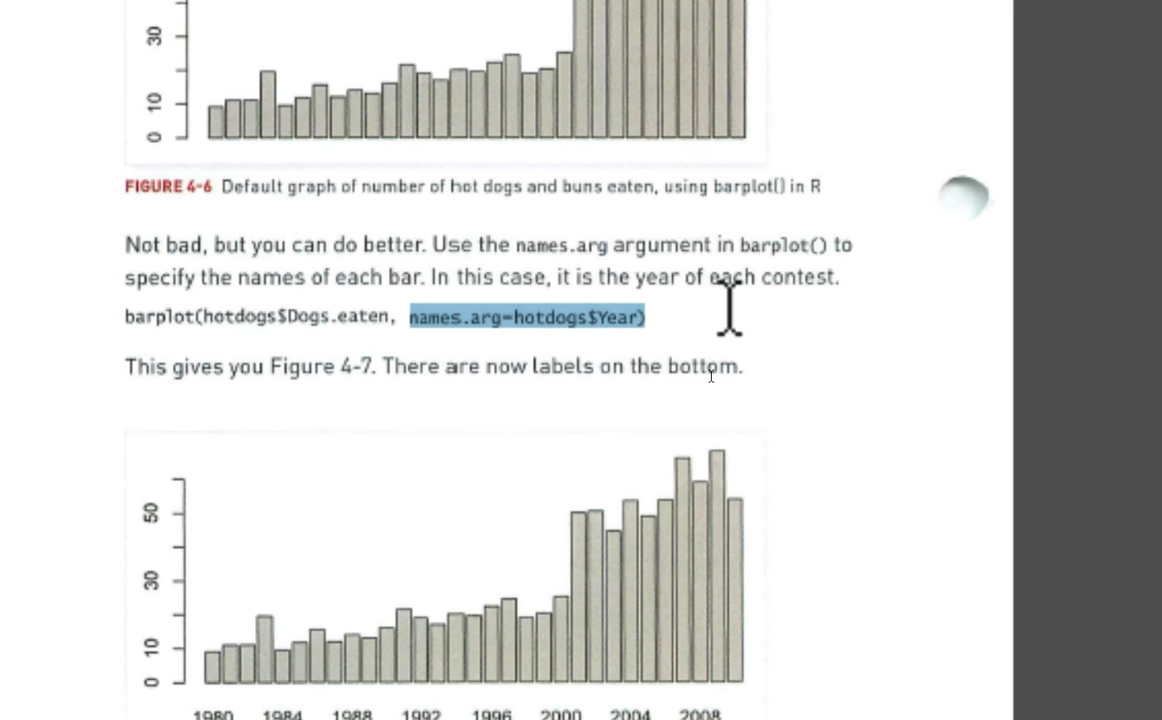 30
10
0
FIGURE 4-6 Default graph of number of hot dogs and buns eaten, using barplot() in R
Not bad, but you can do better. Use the names.arg argument in barplot() to
specify the names of each bar. In this case, it is the year of each contest.
barplot(hotdogs$Dogs.eaten, names.arg=hotdogs$Year)
This gives you Figure 4-7. There are now labels on the bottom.
50
30
10
0
1980 1984 1988 1992 1996 2000 2004 2008